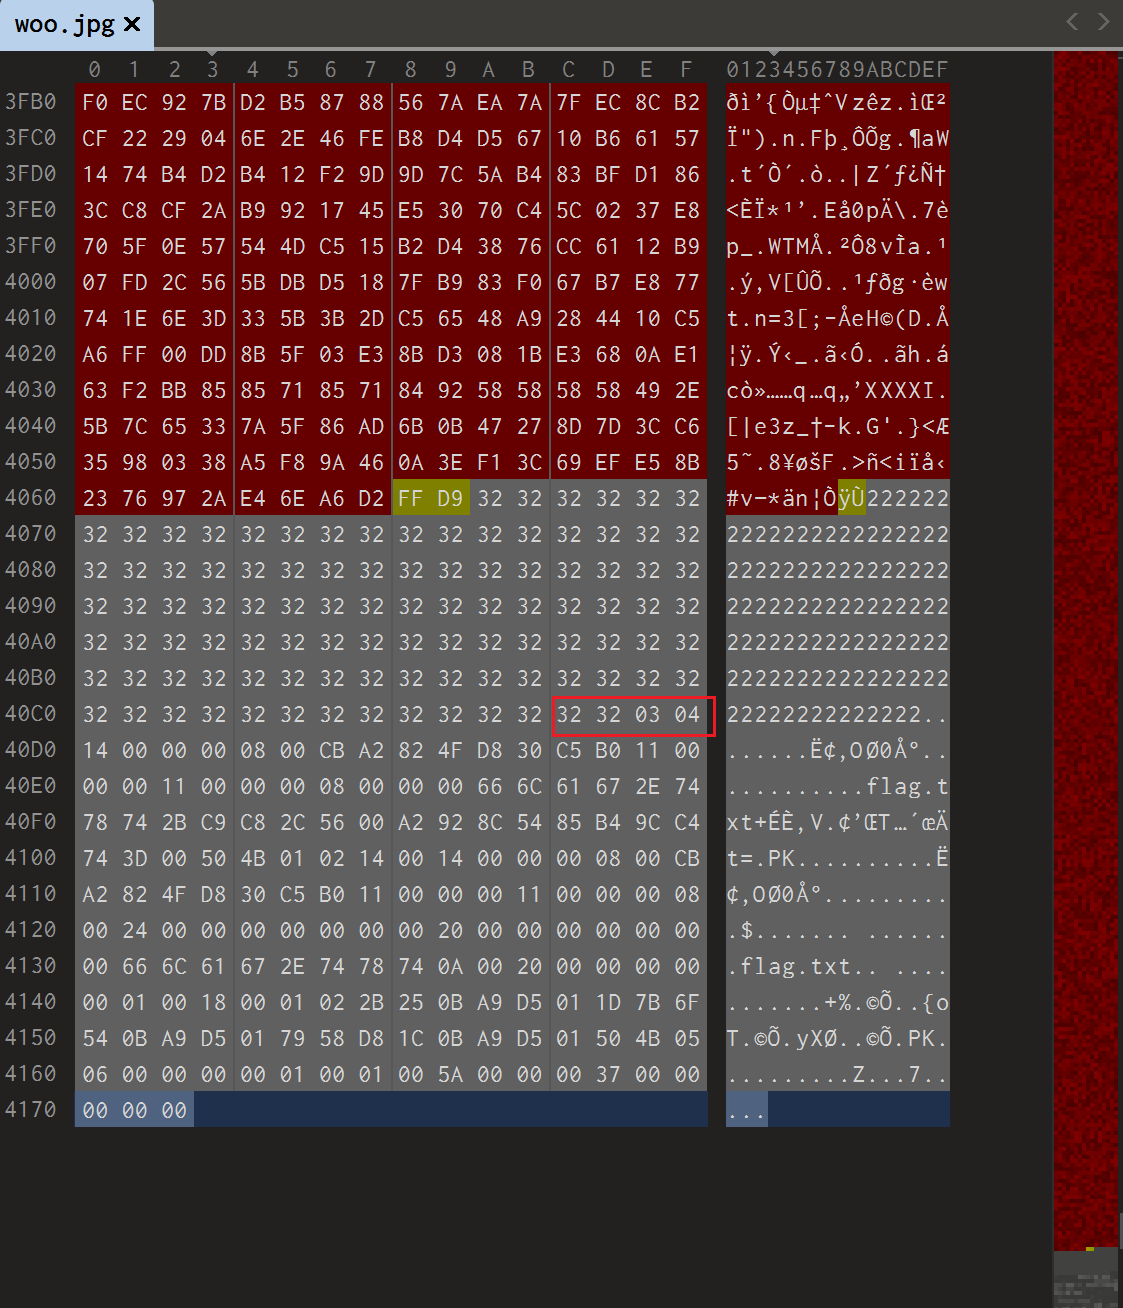 woo.jpg ×
0 1 2 3 4 5 6 7 8 9 A B C D E F 0123456789ABCDEF
3FB0 F0 EC 92 7B D2 B5 87 88 56 7A EA 7A 7F EC 8C B2 ðì’{Òµ‡ˆVzêz.ìŒ²
3FC0 CF 22 29 04 6E 2E 46 FE B8 D4 D5 67 10 B6 61 57 Ï").n.Fþ¸ÔÕg.¶aW
3FD0 14 74 B4 D2 B4 12 F2 9D 9D 7C 5A B4 83 BF D1 86 .t´Ò´.ò..|Z´ƒ¿Ñ†
3FE0 3C C8 CF 2A B9 92 17 45 E5 30 70 C4 5C 02 37 E8 <ÈÏ*¹’.Eå0pÄ\.7è
3FF0 70 5F 0E 57 54 4D C5 15 B2 D4 38 76 CC 61 12 B9 p_.WTMÅ.²Ô8vÌa.¹
4000 07 FD 2C 56 5B DB D5 18 7F B9 83 F0 67 B7 E8 77 .ý,V[ÛÕ..¹ƒðg·èw
4010 74 1E 6E 3D 33 5B 3B 2D C5 65 48 A9 28 44 10 C5 t.n=3[;-ÅeH©(D.Å
4020 A6 FF 00 DD 8B 5F 03 E3 8B D3 08 1B E3 68 0A E1 ¦ÿ.Ý‹_.ã‹Ó..ãh.á
4030 63 F2 BB 85 85 71 85 71 84 92 58 58 58 58 49 2E cò»……q…q„’XXXXI.
4040 5B 7C 65 33 7A 5F 86 AD 6B 0B 47 27 8D 7D 3C C6 [|e3z_†-k.G'.}<Æ
4050 35 98 03 38 A5 F8 9A 46 0A 3E F1 3C 69 EF E5 8B 5˜.8¥øšF.>ñ<iïå‹
4060 23 76 97 2A E4 6E A6 D2 FF D9 32 32 32 32 32 32 #v—*än¦ÒÿÙ222222
4070 32 32 32 32 32 32 32 32 32 32 32 32 32 32 32 32 2222222222222222
4080 32 32 32 32 32 32 32 32 32 32 32 32 32 32 32 32 2222222222222222
4090 32 32 32 32 32 32 32 32 32 32 32 32 32 32 32 32 2222222222222222
40A0 32 32 32 32 32 32 32 32 32 32 32 32 32 32 32 32 2222222222222222
40B0 32 32 32 32 32 32 32 32 32 32 32 32 32 32 32 32 2222222222222222
40C0 32 32 32 32 32 32 32 32 32 32 32 32 32 32 03 04 22222222222222..
40D0 14 00 00 00 08 00 CB A2 82 4F D8 30 C5 B0 11 00 ......Ë¢‚OØ0Å°..
40E0 00 00 11 00 00 00 08 00 00 00 66 6C 61 67 2E 74 ..........flag.t
40F0 78 74 2B C9 C8 2C 56 00 A2 92 8C 54 85 B4 9C C4 xt+ÉÈ,V.¢’ŒT…´œÄ
4100 74 3D 00 50 4B 01 02 14 00 14 00 00 00 08 00 CB t=.PK..........Ë
4110 A2 82 4F D8 30 C5 B0 11 00 00 00 11 00 00 00 08 ¢‚OØ0Å°.........
4120 00 24 00 00 00 00 00 00 00 20 00 00 00 00 00 00 .$....... ......
4130 00 66 6C 61 67 2E 74 78 74 0A 00 20 00 00 00 00 .flag.txt.. ....
4140 00 01 00 18 00 01 02 2B 25 0B A9 D5 01 1D 7B 6F .......+%.©Õ..{o
4150 54 0B A9 D5 01 79 58 D8 1C 0B A9 D5 01 50 4B 05 T.©Õ.yXØ..©Õ.PK.
4160 06 00 00 00 00 01 00 01 00 5A 00 00 00 37 00 00 .........Z...7..
4170 00 00 00 ...